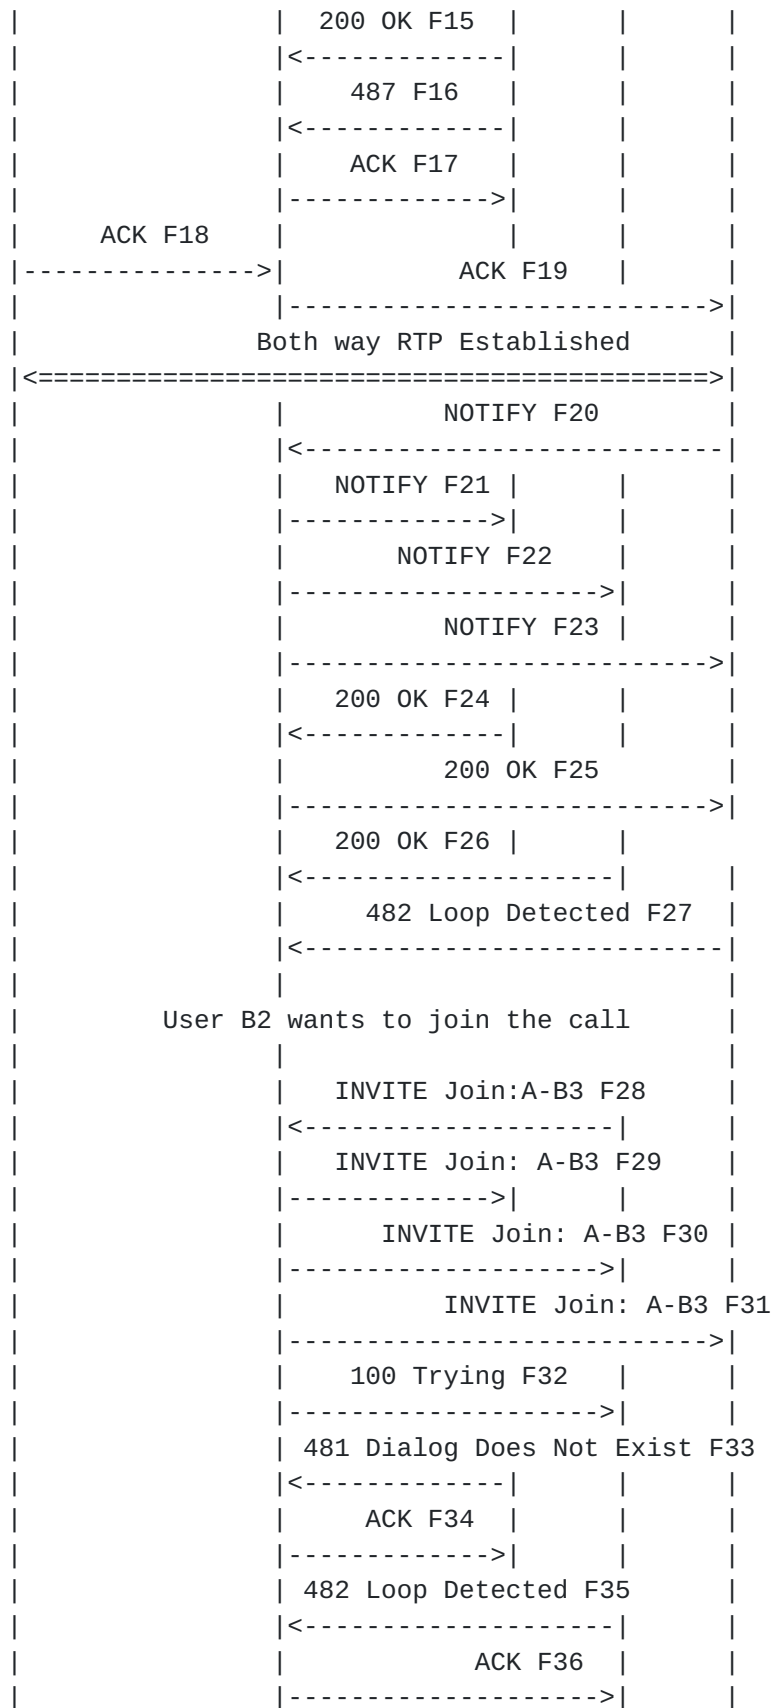 |                |  200 OK F15  |      |      |
|                |<-------------|      |      |
|                |    487 F16   |      |      |
|                |<-------------|      |      |
|                |    ACK F17   |      |      |
|                |------------->|      |      |
|     ACK F18    |              |      |      |
|--------------->|           ACK F19   |      |
|                |--------------------------->|
|               Both way RTP Established      |
|<===========================================>|
|                |          NOTIFY F20        |
|                |<---------------------------|
|                |   NOTIFY F21 |      |      |
|                |------------->|      |      |
|                |       NOTIFY F22    |      |
|                |-------------------->|      |
|                |          NOTIFY F23 |      |
|                |--------------------------->|
|                |   200 OK F24 |      |      |
|                |<-------------|      |      |
|                |          200 OK F25        |
|                |--------------------------->|
|                |   200 OK F26 |      |
|                |<--------------------|      |
|                |     482 Loop Detected F27  |
|                |<---------------------------|
|                |                            |
|         User B2 wants to join the call      |
|                |                            |
|                |   INVITE Join:A-B3 F28     |
|                |<--------------------|      |
|                |   INVITE Join: A-B3 F29    |
|                |------------->|      |      |
|                |      INVITE Join: A-B3 F30 |
|                |-------------------->|      |
|                |          INVITE Join: A-B3 F31
|                |--------------------------->|
|                |    100 Trying F32   |      |
|                |-------------------->|      |
|                | 481 Dialog Does Not Exist F33
|                |<-------------|      |      |
|                |     ACK F34  |      |      |
|                |------------->|      |      |
|                | 482 Loop Detected F35      |
|                |<--------------------|      |
|                |            ACK F36  |      |
|                |-------------------->|      |